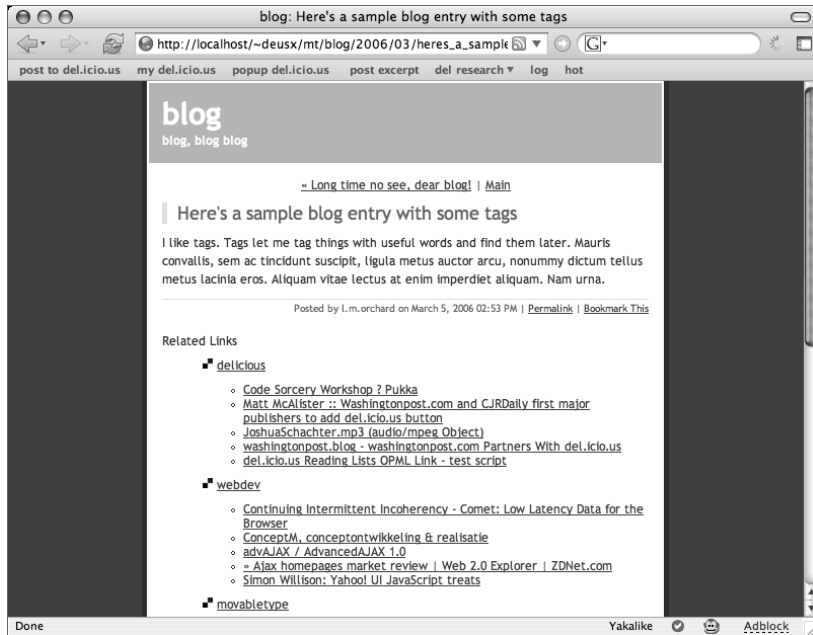 blog: Here's a sample blog entry with some tags
http://localhost/~deusx/mt/blog/2006/03/heres_a_sample
G
post to del.icio.us my del.icio.us popup del.icio.us post excerpt del research ▾ log hot
blog
blog, blog blog
« Long time no see, dear blog! | Main
Here's a sample blog entry with some tags
I like tags. Tags let me tag things with useful words and find them later. Mauris
convallis, sem ac tincidunt suscipit, ligula metus auctor arcu, nonummy dictum tellus
metus lacinia eros. Aliquam vitae lectus at enim imperdiet aliquam. Nam urna.
Posted by l.m.orchard on March 5, 2006 02:53 PM | Permalink | Bookmark This
Related Links
delicious
Code Sorcery Workshop ? Pukka
Matt McAlister :: Washingtonpost.com and CJRDaily first major
publishers to add del.icio.us button
JoshuaSchachter.mp3 (audio/mpeg Object)
washingtonpost.blog - washingtonpost.com Partners With del.icio.us
del.icio.us Reading Lists OPML Link - test script
webdev
Continuing Intermittent Incoherency - Comet: Low Latency Data for the
Browser
ConceptM, conceptontwikkeling & realisatie
advAJAX / AdvancedAJAX 1.0
» Ajax homepages market review | Web 2.0 Explorer | ZDNet.com
Simon Willison: Yahoo! UI JavaScript treats
movabletype
Done Yakalike Adblock